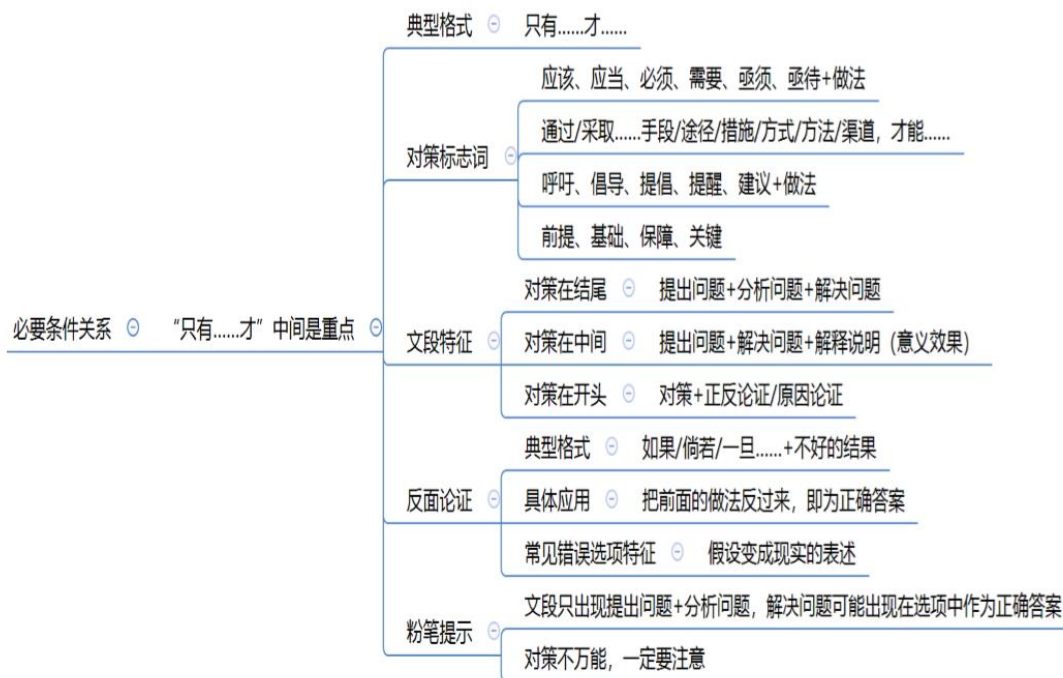 典型格式 只有......才......
应该、应当、必须、需要、亟须、亟待+做法
通过/采取......手段/途径/措施/方式/方法/渠道，才能......
对策标志词
呼吁、倡导、提倡、提醒、建议+做法
前提、基础、保障、关键
对策在结尾 提出问题+分析问题+解决问题
必要条件关系 “只有......才”中间是重点
文段特征 对策在中间 提出问题+解决问题+解释说明（意义效果）
对策在开头 对策+正反论证/原因论证
典型格式 如果/倘若/一旦......+不好的结果
反面论证 具体应用 把前面的做法反过来，即为正确答案
常见错误选项特征 假设变成现实的表述
文段只出现提出问题+分析问题，解决问题可能出现在选项中作为正确答案
粉笔提示
对策不万能，一定要注意